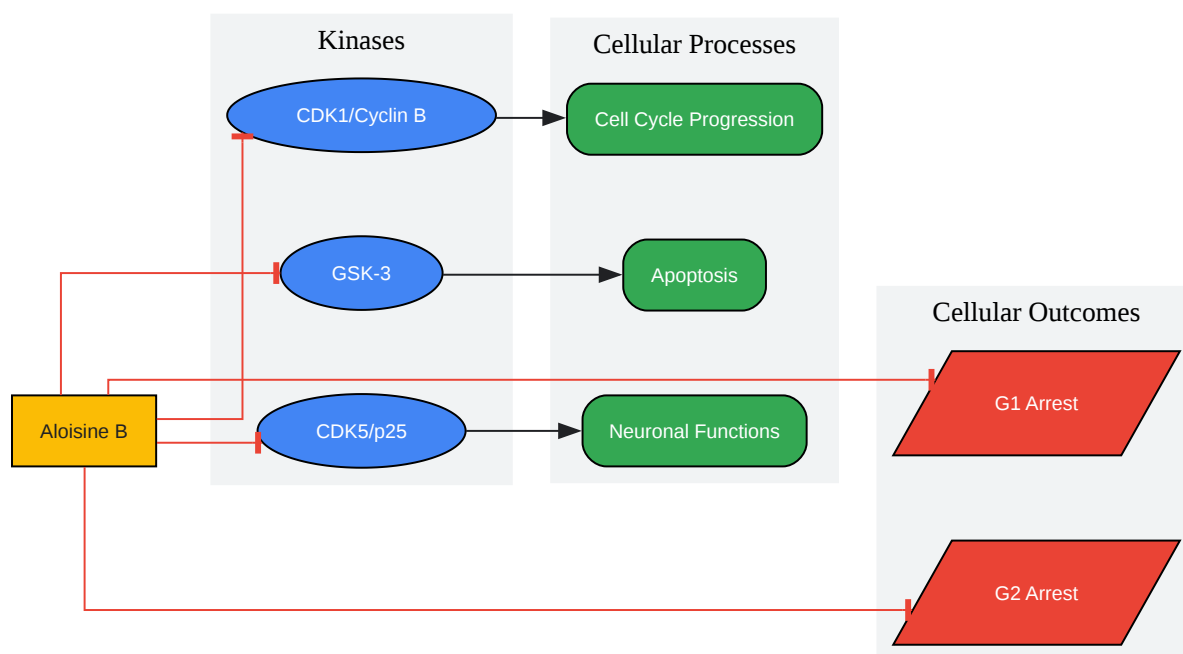 Kinases
Cellular Processes
CDK1/Cyclin B
Cell Cycle Progression
GSK-3
Apoptosis
Cellular Outcomes
G1 Arrest
Aloisine B
CDK5/p25
Neuronal Functions
G2 Arrest